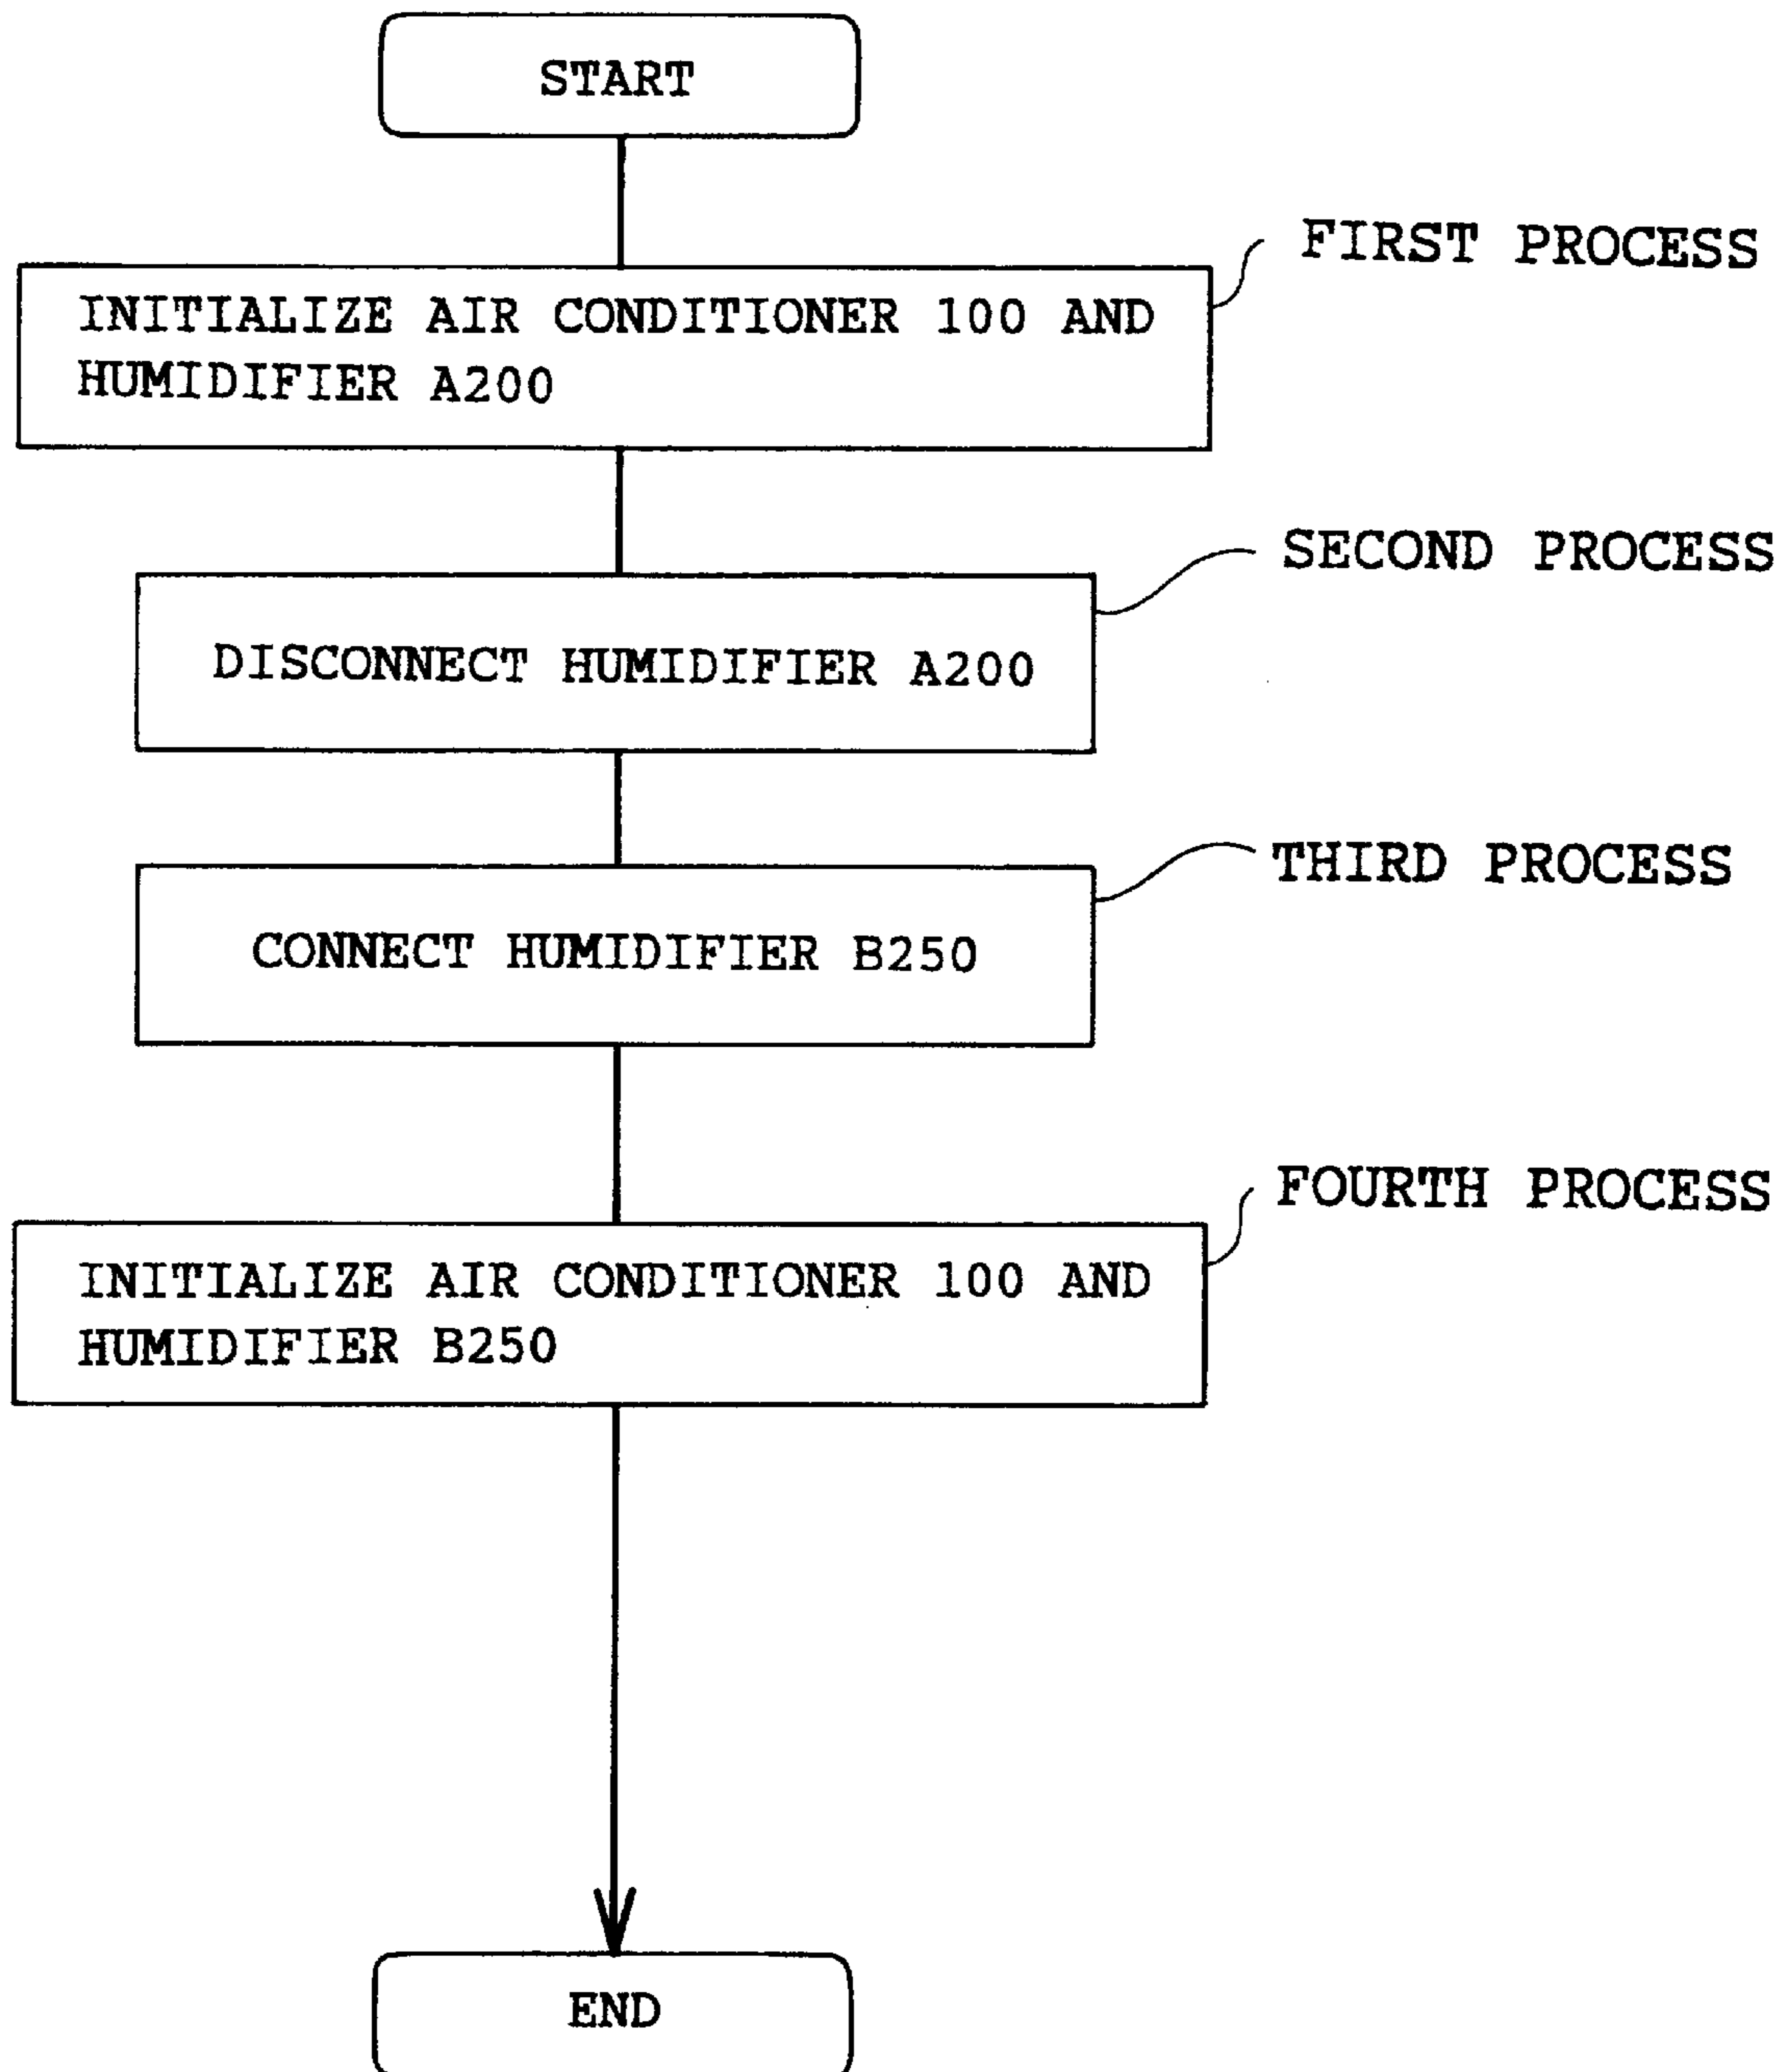 START
FIRST PROCESS
INITIALIZE AIR CONDITIONER 100 AND
HUMIDIFIER A200
SECOND PROCESS
DISCONNECT HUMIDIFIER A200
THIRD PROCESS
CONNECT HUMIDIFIER B250
FOURTH PROCESS
INITIALIZE AIR CONDITIONER 100 AND
HUMIDIFIER B250
END